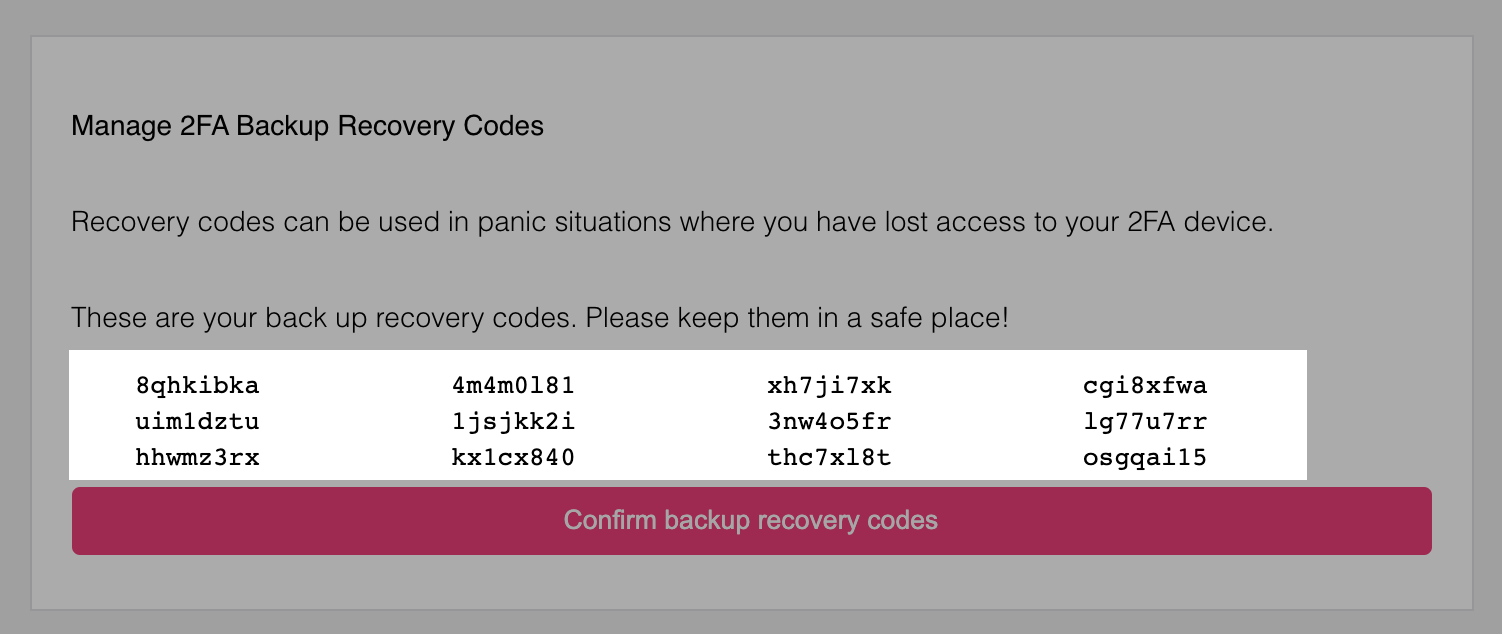 Manage 2FA Backup Recovery Codes
Recovery codes can be used in panic situations where you have lost access to your 2FA device.
These are your back up recovery codes. Please keep them in a safe place!
8qhkibka 4m4m0l81 xh7ji7xk cgi8xfwa
uim1dztu 1jsjkk2i 3nw4o5fr lg77u7rr
hhwmz3rx kx1cx840 thc7xl8t osgqai15
Confirm backup recovery codes